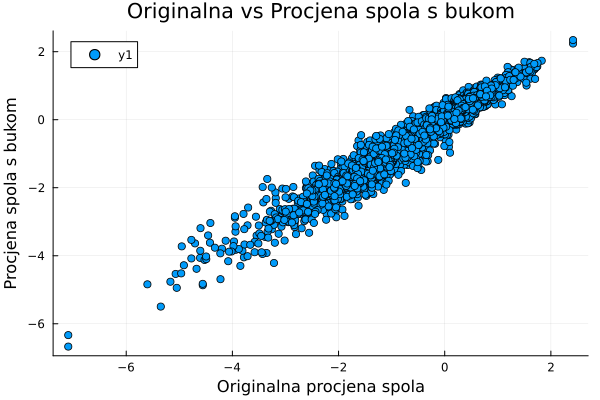 Originalna vs Procjena spola s bukom
y1
Procjena spola s bukom
2
0
−2
−4
−6
−6
−4
−2
0
2
Originalna procjena spola